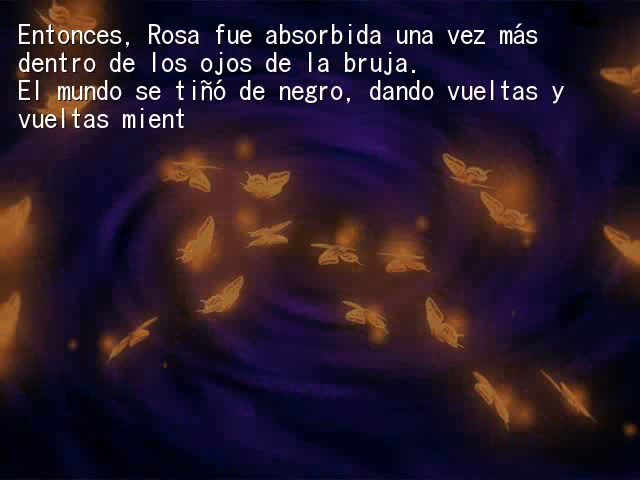 Entonces, Rosa fue absorbida una vez más
dentro de los ojos de la bruja.
El mundo se tiñó de negro, dando vueltas y
vueltas mient